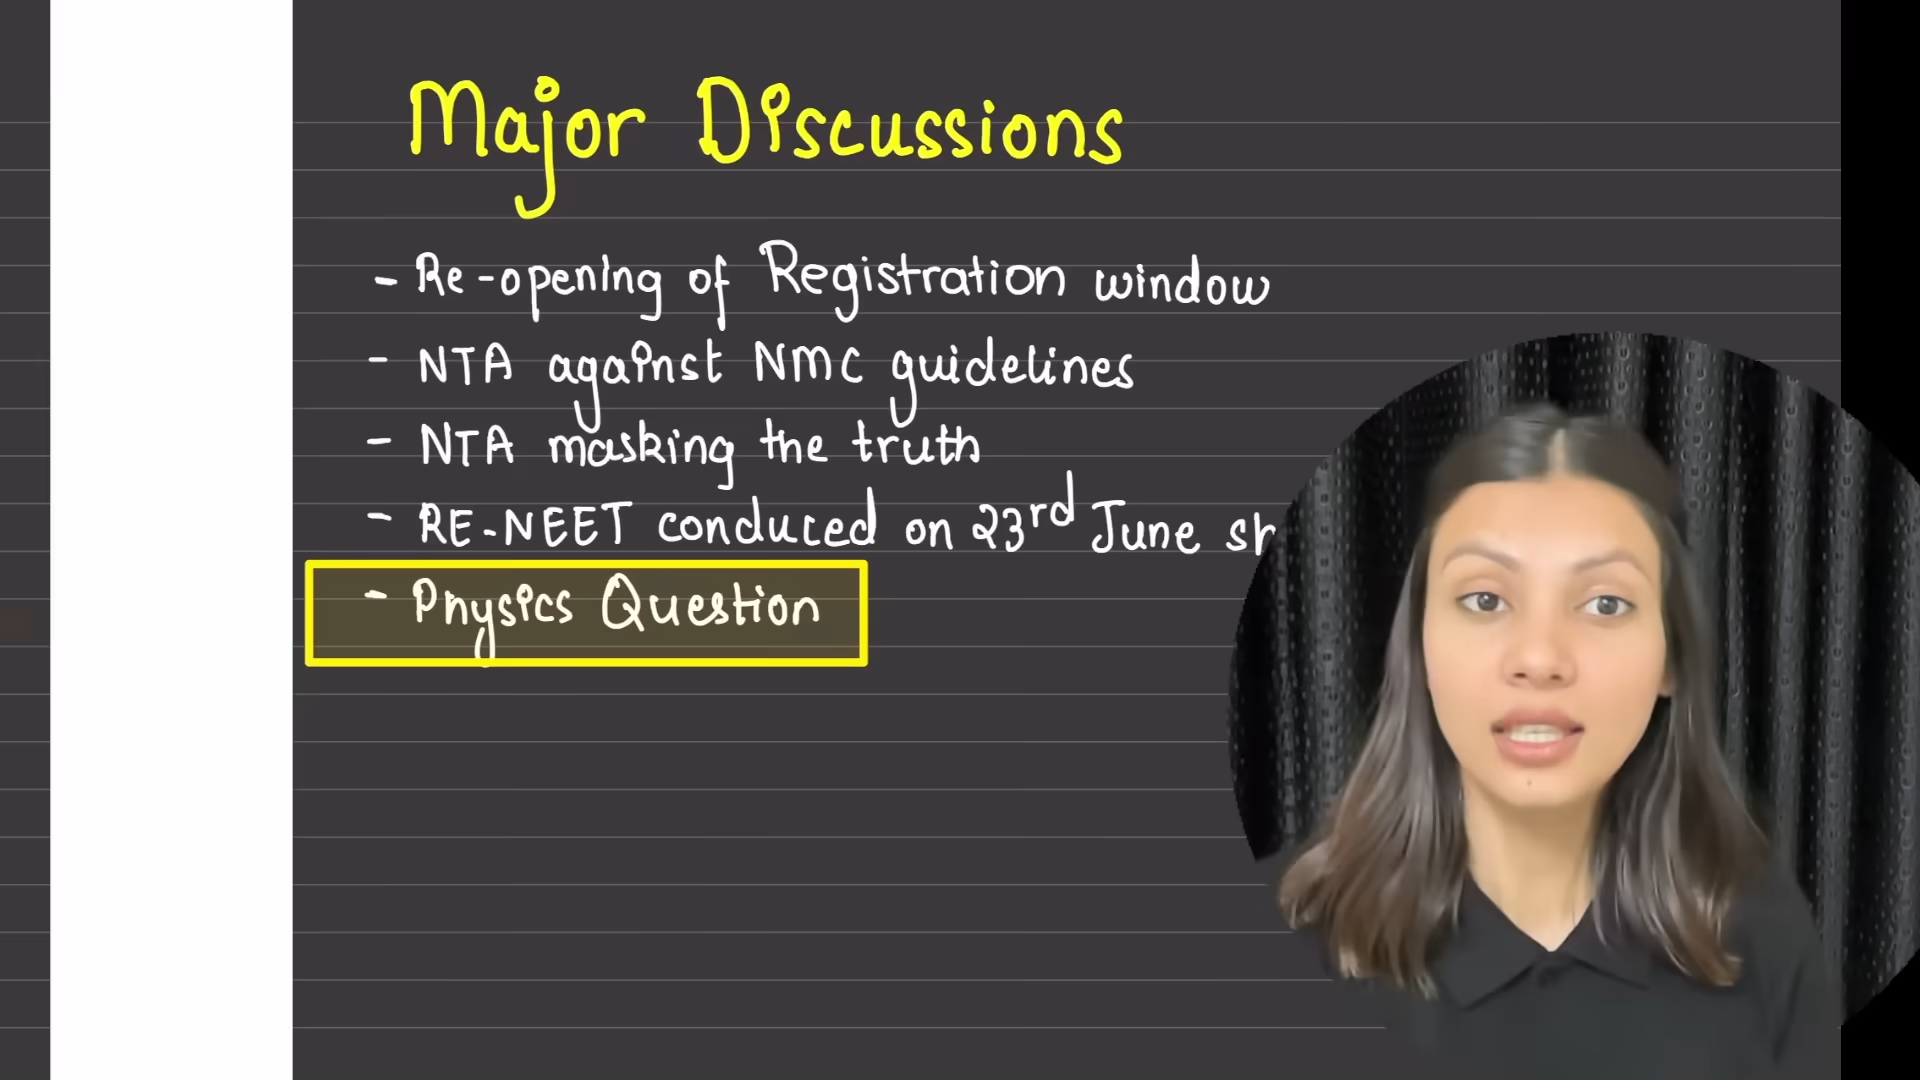 Major Discussions
- Re-opening of Registration window
- NTA against NMC guidelines
- NTA masking the truth
- RE-NEET conduced on 23rd June
- Physics Question